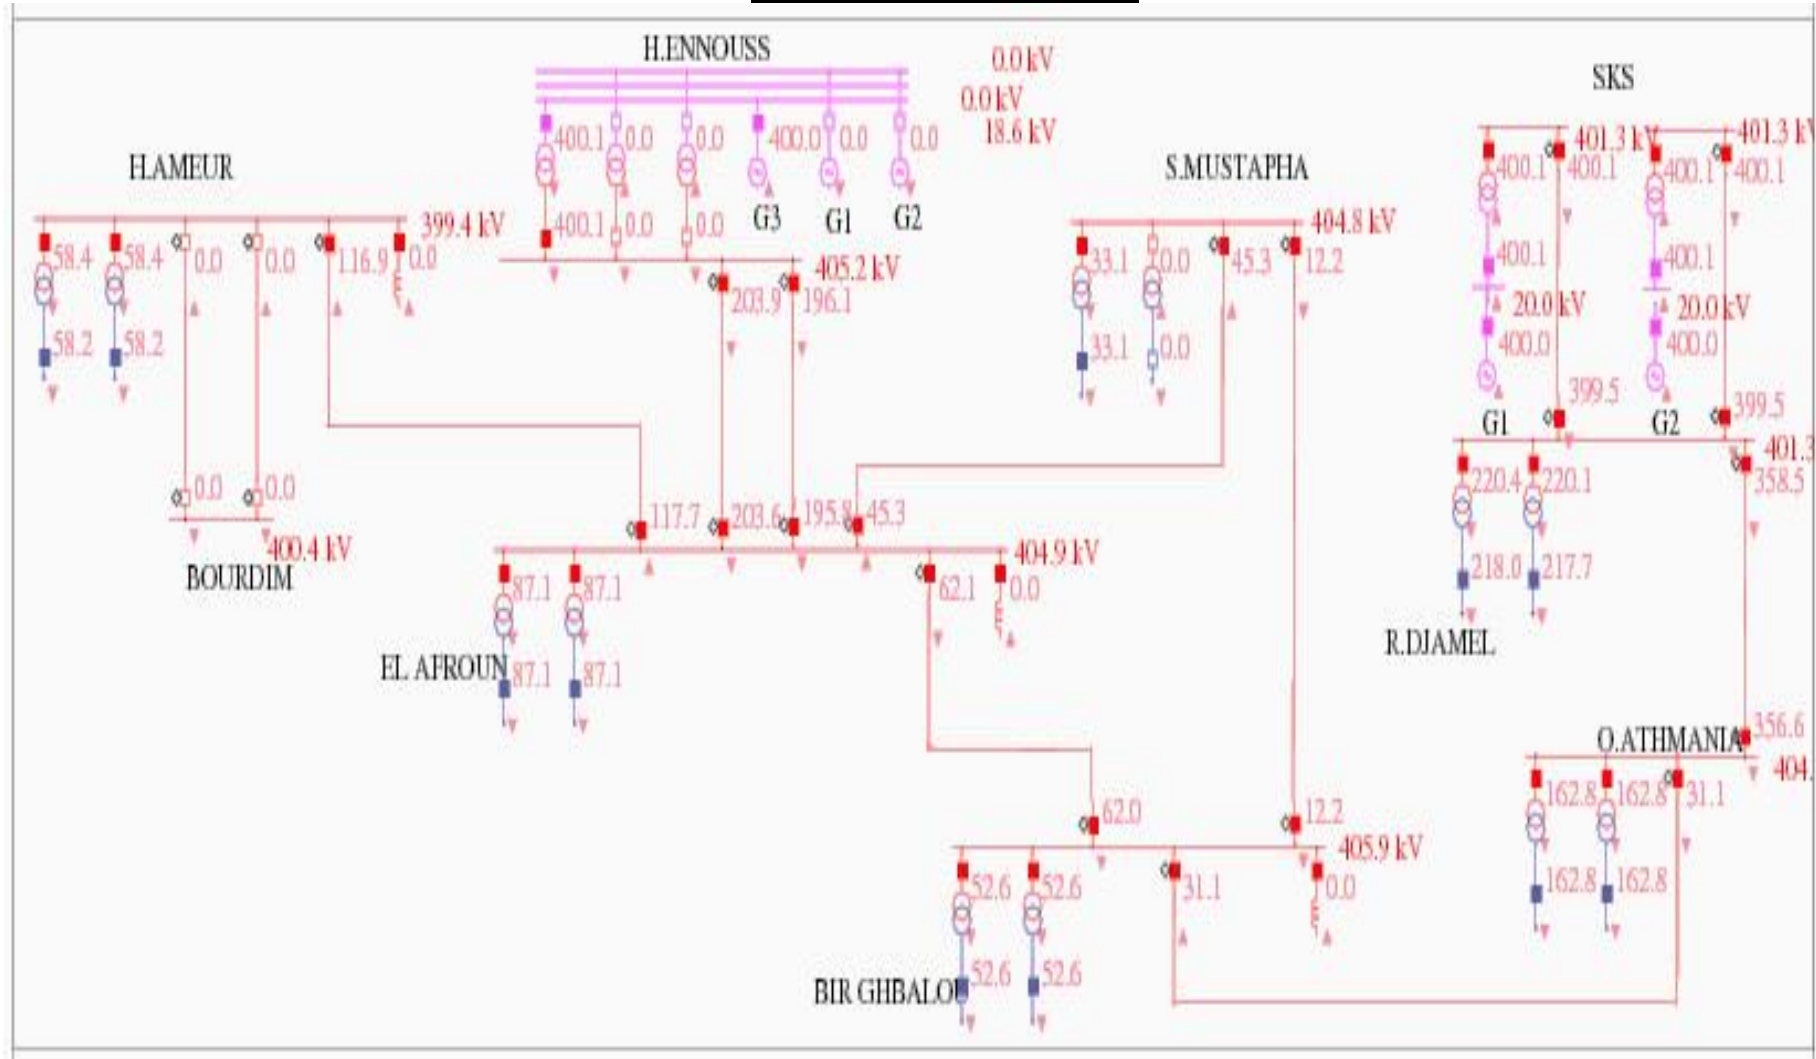 H.ENNOUSS
0.0 kV
0.0 kV
18.6 kV
400.1 0.0 0.0 400.0 0.0 0.0
G3 G1 G2
400.1 0.0 0.0
405.2 kV
203.9 196.1
H.AMEUR
399.4 kV
58.4 58.4 0.0 0.0 116.9 0.0
58.2 58.2
0.0 0.0
400.4 kV
BOURDIM
S.MUSTAPHA
404.8 kV
33.1 0.0 45.3 12.2
33.1 0.0
SKS
401.3 kV 401.3 kV
400.1 400.1 400.1 400.1
400.1 400.1
20.0 kV 20.0 kV
400.0 400.0
399.5 399.5
G1 G2
401.3
220.4 220.1 358.5
218.0 217.7
R.DJAMEL
117.7 203.6 195.8 45.3
404.9 kV
87.1 87.1 62.1 0.0
EL AFROUN
87.1 87.1
356.6
O.ATHMANIA
404.
162.8 162.8 31.1
162.8 162.8
62.0 12.2
405.9 kV
52.6 52.6 31.1 0.0
52.6 52.6
BIR GHBALOU